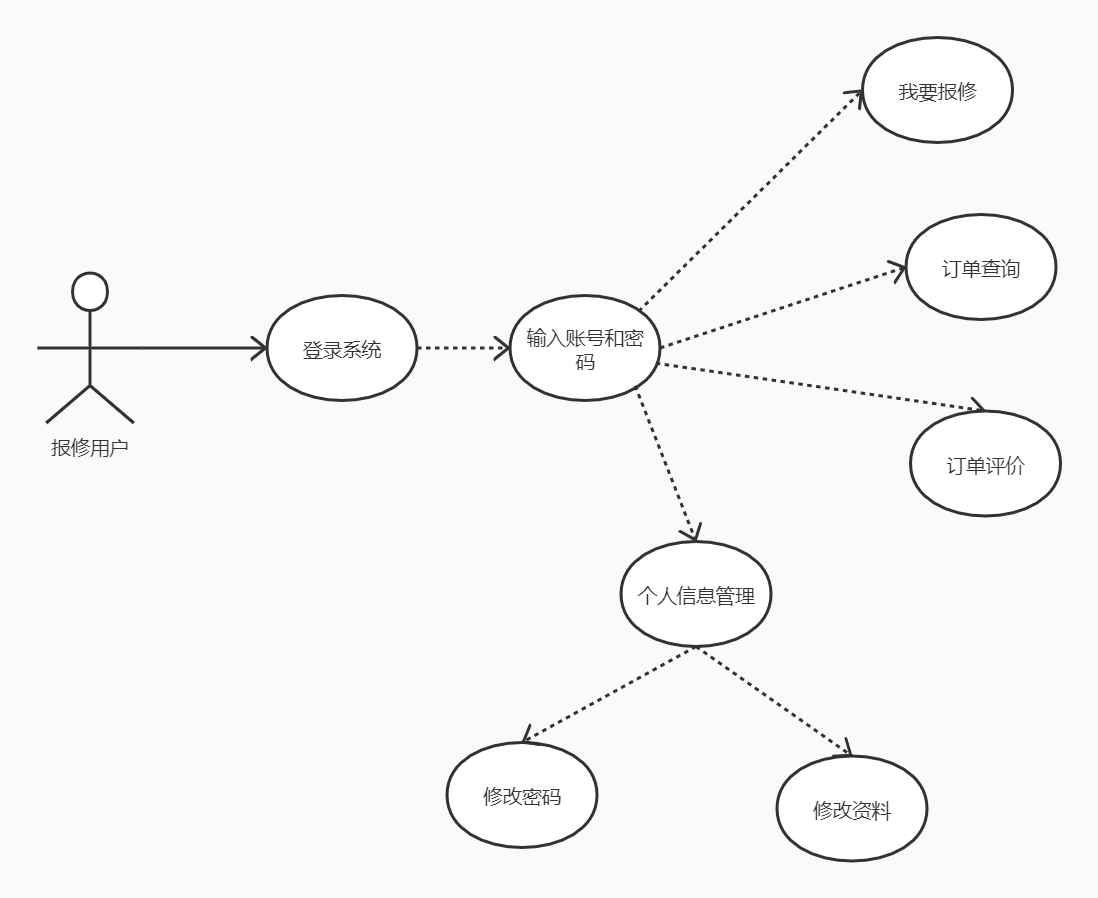 我要报修
订单查询
登录系统
输入账号和密
码
报修用户
订单评价
个人信息管理
修改密码
修改资料